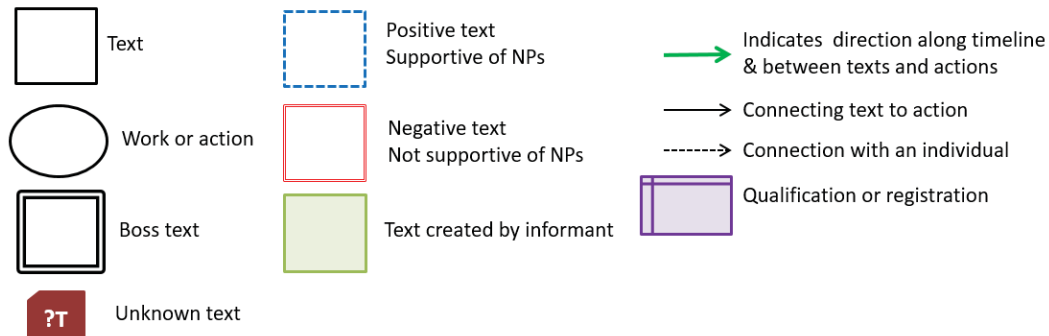 Text
Work or action
Boss text
?T
Unknown text
Positive text
Supportive of NPs
Negative text
Not supportive of NPs
Text created by informant
Indicates direction along timeline
& between texts and actions
Connecting text to action
Connection with an individual
Qualification or registration